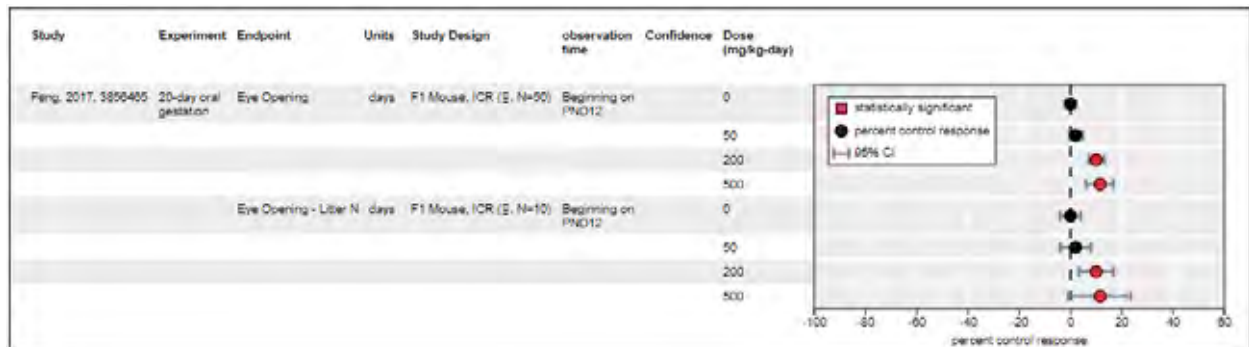 Study Experiment Endpoint Units Study Design observation time Confidence Dose (mg/kg-day)
Feng, 2017, 3856465 20-day oral gestation Eye Opening days F1 Mouse, ICR (♀, N=50) Beginning on PND12 0
50
200
500
Eye Opening - Litter N days F1 Mouse, ICR (♀, N=10) Beginning on PND12 0
50
200
500
statistically significant
percent control response
95% CI
-100 -80 -60 -40 -20 0 20 40 60
percent control response